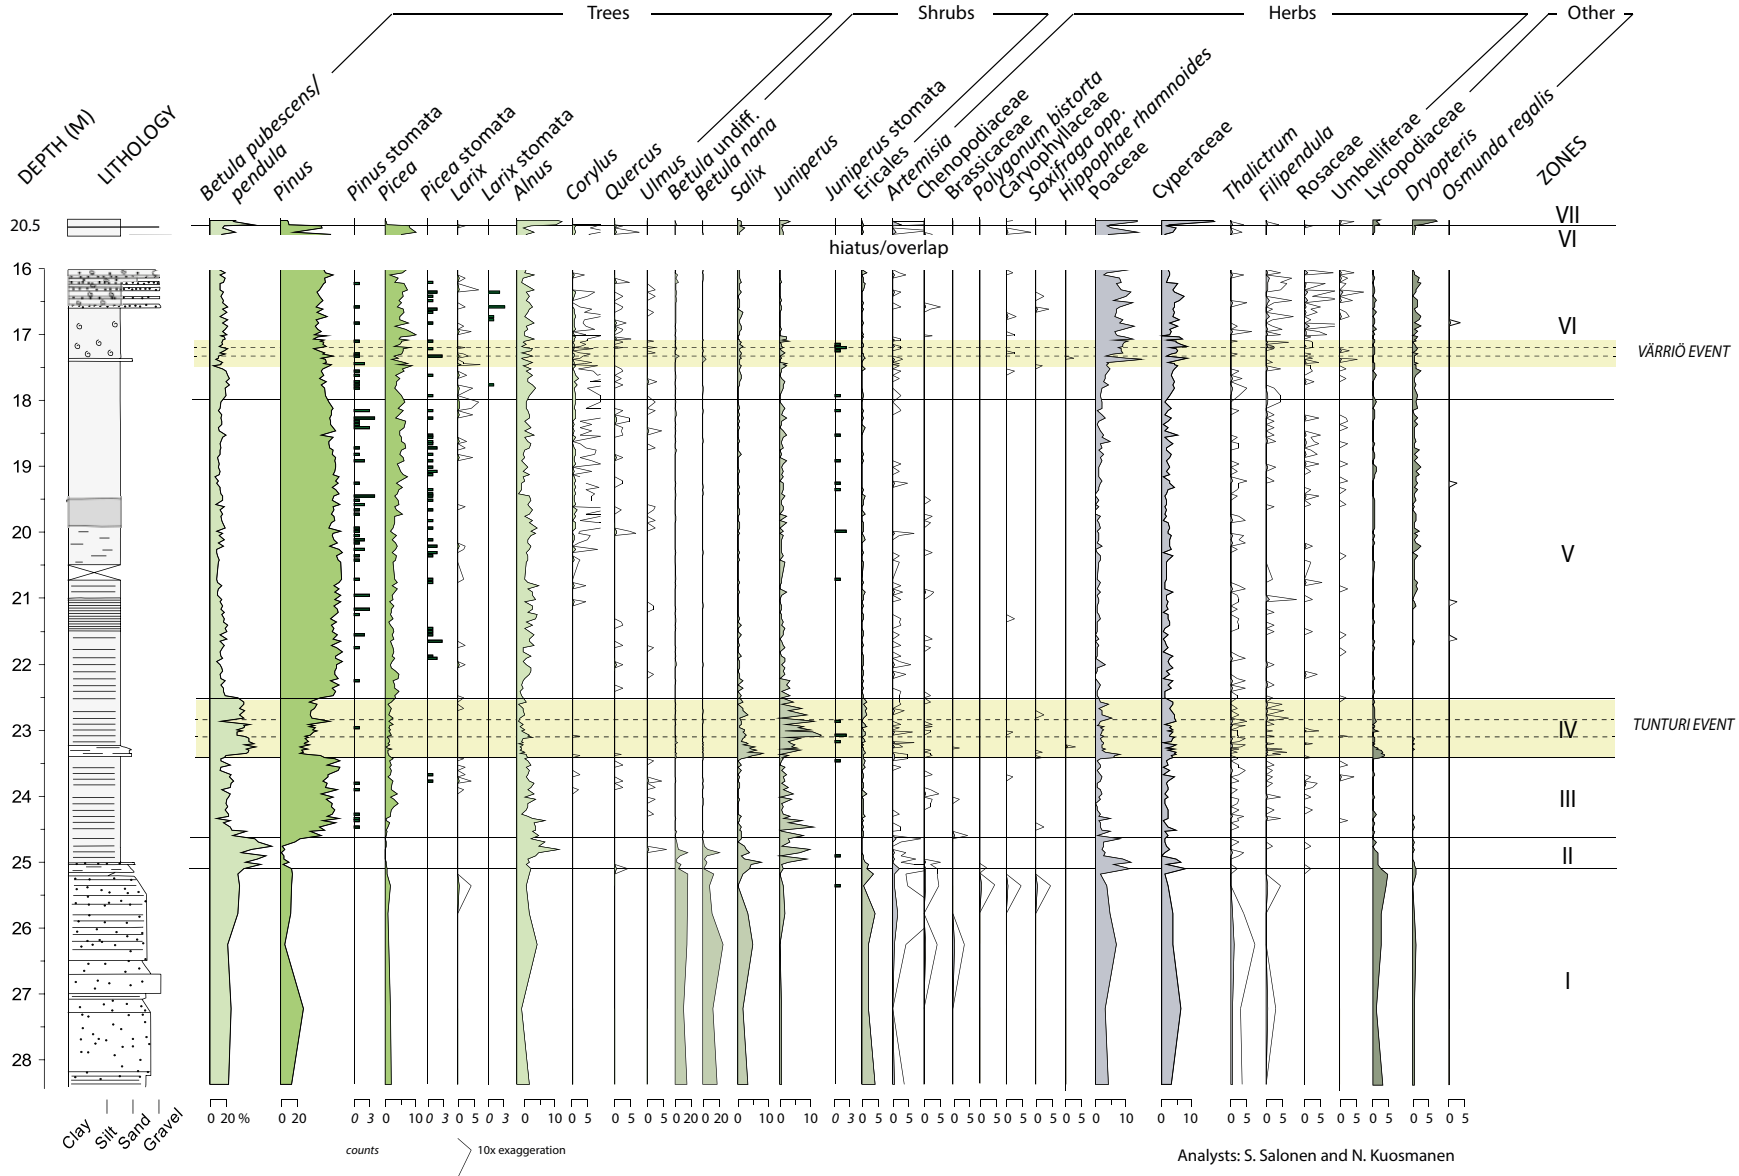 Trees Shrubs Herbs Other
DEPTH (M) LITHOLOGY Betula pubescens/ pendula Pinus Pinus stomata Picea Picea stomata Larix Larix stomata Alnus Corylus Quercus Ulmus Betula undiff. Betula nana Salix Juniperus Juniperus stomata Ericales Artemisia Chenopodiaceae Brassicaceae Polygonum bistorta Caryophyllaceae Saxifraga opp. Hippophae rhamnoides Poaceae Cyperaceae Thalictrum Filipendula Rosaceae Umbelliferae Lycopodiaceae Dryopteris Osmunda regalis ZONES
VII
20.5
VI
hiatus/overlap
16
17 VI
VÄRRIÖ EVENT
18
19
20
V
21
22
23 IV TUNTURI EVENT
24 III
25 II
26
27 I
28
0 20 % 0 20 0 3 0 10 0 3 0 5 0 3 0 10 0 5 0 5 0 5 0 20 0 20 0 10 0 10 0 3 0 5 0 5 0 5 0 5 0 5 0 5 0 5 0 5 0 10 0 10 0 5 0 5 0 5 0 5 0 5 0 5 0 5
Clay Silt Sand Gravel
counts 10x exaggeration
Analysts: S. Salonen and N. Kuosmanen